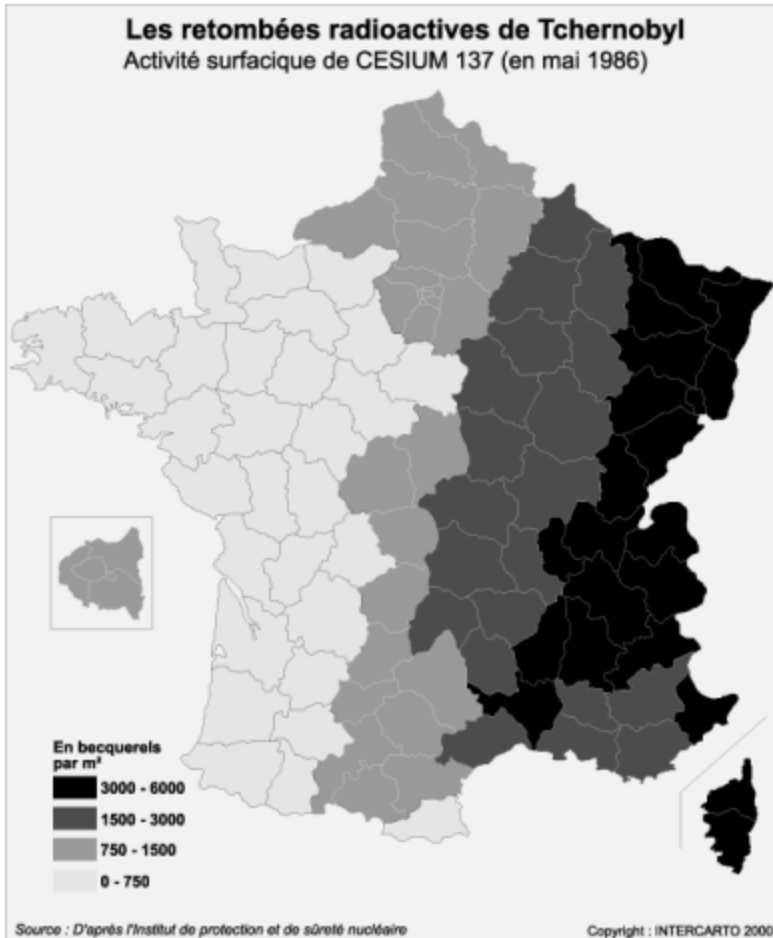 Les retombées radioactives de Tchernobyl
Activité surfacique de CESIUM 137 (en mai 1986)
En becquerels
par m²
3000 - 6000
1500 - 3000
750 - 1500
0 - 750
Source : D'après l'Institut de protection et de sûreté nucléaire
Copyright : INTERCARTO 2000